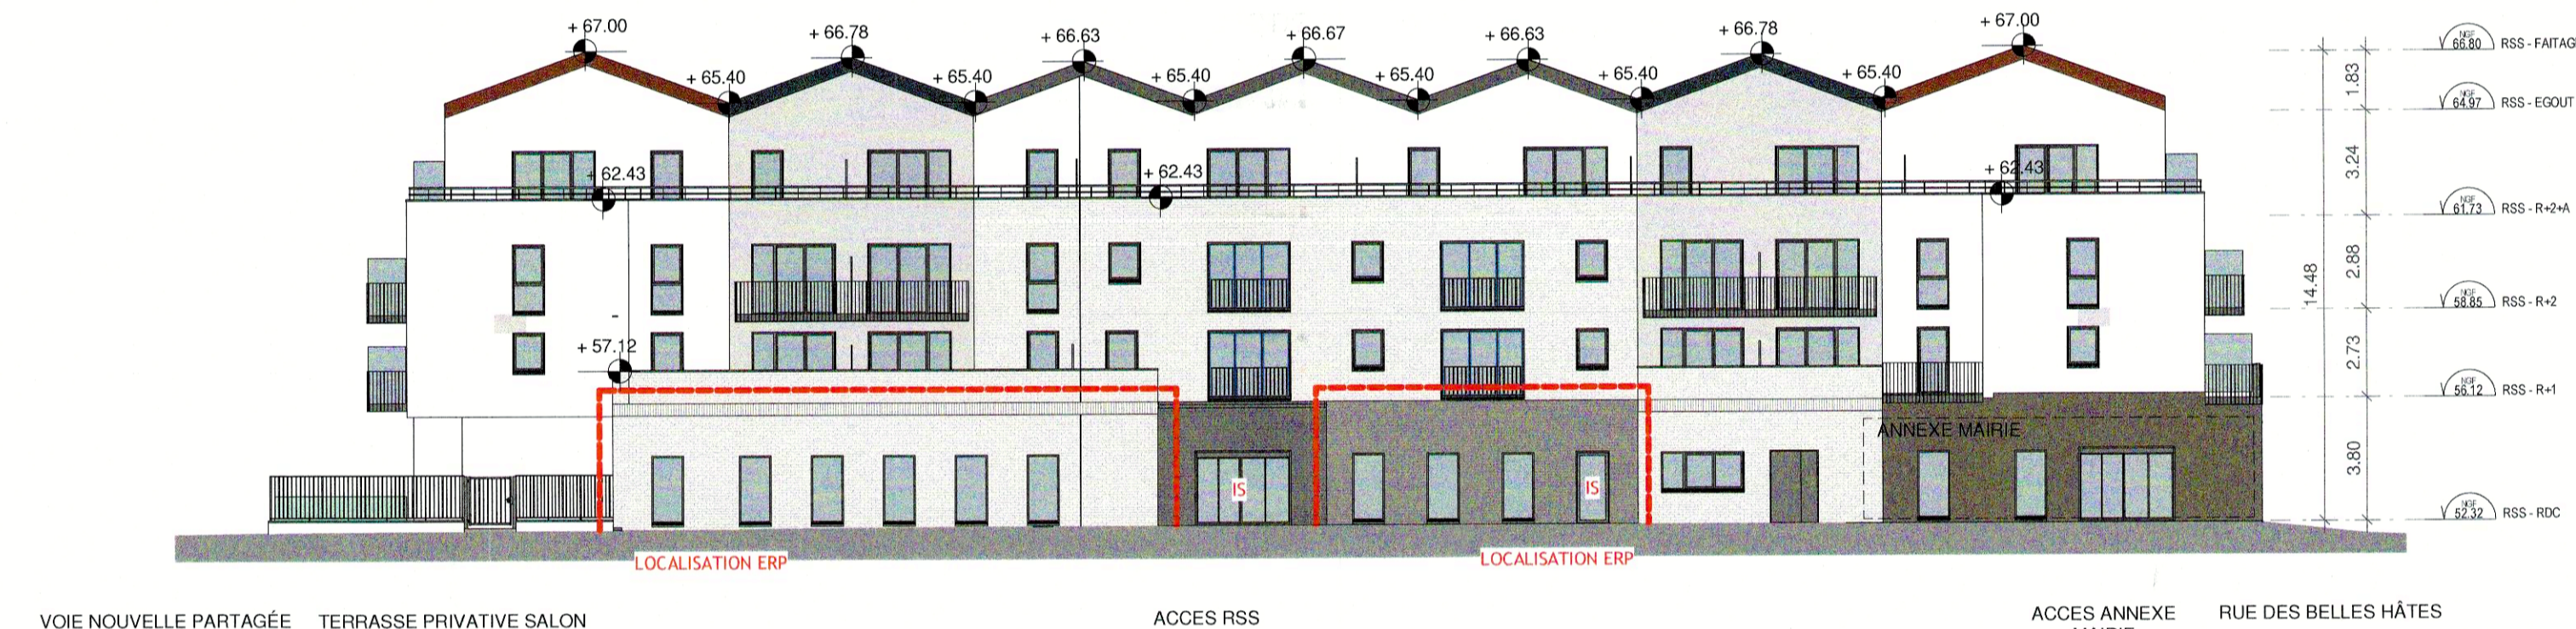 + 67.00
+ 66.78
+ 66.63
+ 66.67
+ 66.63
+ 66.78
+ 67.00
+ 65.40
+ 65.40
+ 65.40
+ 65.40
+ 65.40
+ 65.40
NGF
66.80
RSS - FAITAG
1.83
NGF
64.97
RSS - EGOUT
+ 62.43
+ 62.43
+ 62.43
3.24
NGF
61.73
RSS - R+2+A
2.88
14.48
NGF
58.85
RSS - R+2
+ 57.12
2.73
NGF
56.12
RSS - R+1
ANNEXE MAIRIE
3.80
IS
IS
NGF
52.32
RSS - RDC
LOCALISATION ERP
LOCALISATION ERP
VOIE NOUVELLE PARTAGÉE
TERRASSE PRIVATIVE SALON
ACCES RSS
ACCES ANNEXE
RUE DES BELLES HÂTES